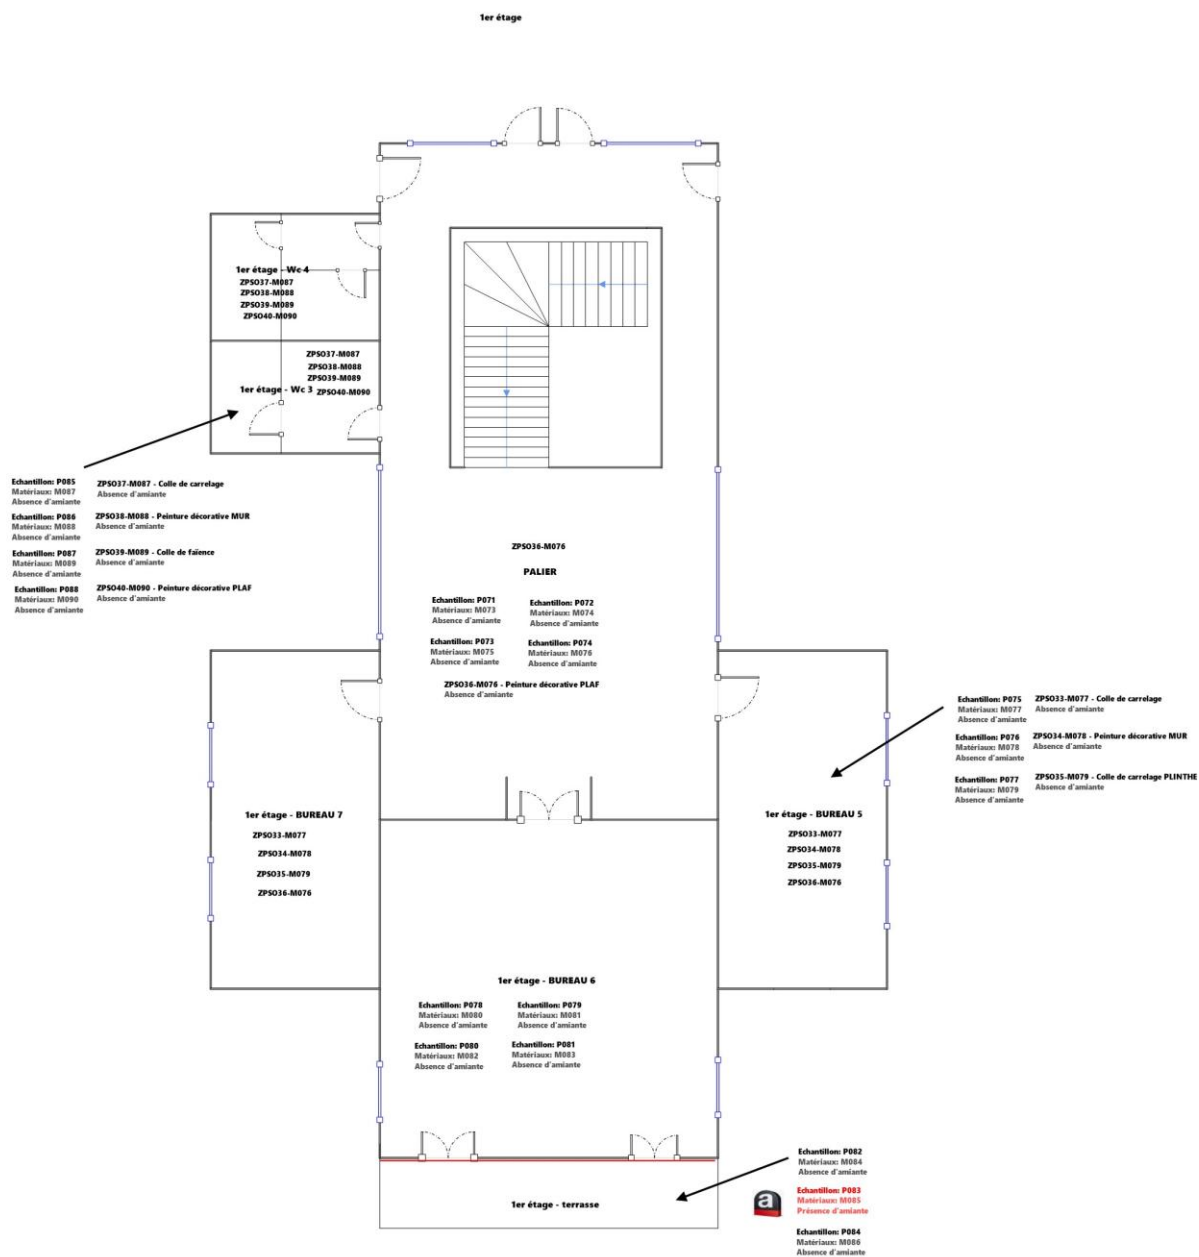 1er étage
1er étage - Wc 4
ZPSO37-M087
ZPSO38-M088
ZPSO39-M089
ZPSO40-M090
ZPSO37-M087
ZPSO38-M088
ZPSO39-M089
1er étage - Wc 3
ZPSO40-M090
Echantillon: P085
Matériaux: M087
Absence d'amiante
ZPSO37-M087 - Colle de carrelage
Absence d'amiante
Echantillon: P086
Matériaux: M088
Absence d'amiante
ZPSO38-M088 - Peinture décorative MUR
Absence d'amiante
Echantillon: P087
Matériaux: M089
Absence d'amiante
ZPSO39-M089 - Colle de faïence
Absence d'amiante
Echantillon: P088
Matériaux: M090
Absence d'amiante
ZPSO40-M090 - Peinture décorative PLAF
Absence d'amiante
ZPSO36-M076
PALIER
Echantillon: P071
Matériaux: M073
Absence d'amiante
Echantillon: P072
Matériaux: M074
Absence d'amiante
Echantillon: P073
Matériaux: M075
Absence d'amiante
Echantillon: P074
Matériaux: M076
Absence d'amiante
ZPSO36-M076 - Peinture décorative PLAF
Absence d'amiante
Echantillon: P075
Matériaux: M077
Absence d'amiante
ZPSO33-M077 - Colle de carrelage
Absence d'amiante
Echantillon: P076
Matériaux: M078
Absence d'amiante
ZPSO34-M078 - Peinture décorative MUR
Absence d'amiante
Echantillon: P077
Matériaux: M079
Absence d'amiante
ZPSO35-M079 - Colle de carrelage PLINTHE
Absence d'amiante
1er étage - BUREAU 7
ZPSO33-M077
ZPSO34-M078
ZPSO35-M079
ZPSO36-M076
1er étage - BUREAU 5
ZPSO33-M077
ZPSO34-M078
ZPSO35-M079
ZPSO36-M076
1er étage - BUREAU 6
Echantillon: P078
Matériaux: M080
Absence d'amiante
Echantillon: P079
Matériaux: M081
Absence d'amiante
Echantillon: P080
Matériaux: M082
Absence d'amiante
Echantillon: P081
Matériaux: M083
Absence d'amiante
1er étage - terrasse
Echantillon: P082
Matériaux: M084
Absence d'amiante
a
Echantillon: P083
Matériaux: M085
Présence d'amiante
Echantillon: P084
Matériaux: M086
Absence d'amiante